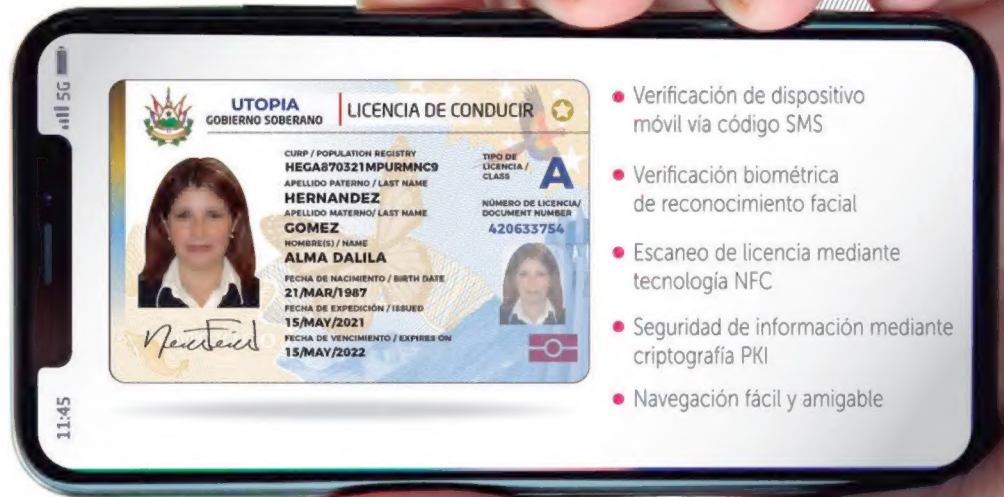 5G
11:45
UTOPIA
GOBIERNO SOBERANO
LICENCIA DE CONDUCIR
CURP / POPULATION REGISTRY
HEGA870321MPURMNC9
APELLIDO PATERNO / LAST NAME
HERNANDEZ
APELLIDO MATERNO/ LAST NAME
GOMEZ
NOMBRE(S) / NAME
ALMA DALILA
FECHA DE NACIMIENTO / BIRTH DATE
21/MAR/1987
FECHA DE EXPEDICIÓN / ISSUED
15/MAY/2021
FECHA DE VENCIMIENTO / EXPIRES ON
15/MAY/2022
TIPO DE
LICENCIA /
CLASS
A
NÚMERO DE LICENCIA/
DOCUMENT NUMBER
420633754
• Verificación de dispositivo
móvil vía código SMS
• Verificación biométrica
de reconocimiento facial
• Escaneo de licencia mediante
tecnología NFC
• Seguridad de información mediante
criptografía PKI
• Navegación fácil y amigable